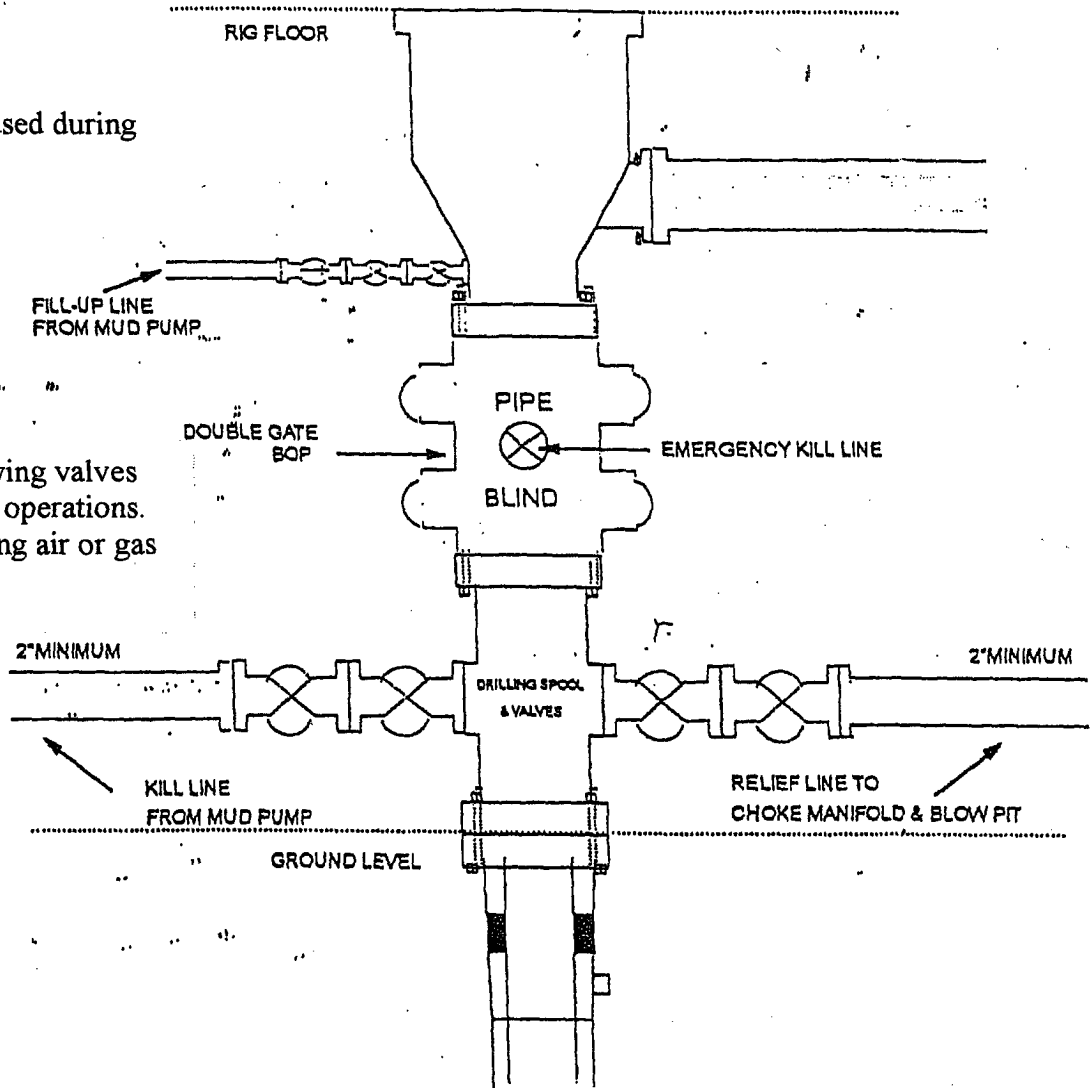 RIG FLOOR
used during
FILL-UP LINE
FROM MUD PUMP
PIPE
DOUBLE GATE
BOP
EMERGENCY KILL LINE
BLIND
wing valves
operations.
ng air or gas
2" MINIMUM
2" MINIMUM
DRILLING SPOOL
& VALVES
KILL LINE
FROM MUD PUMP
RELIEF LINE TO
CHOKE MANIFOLD & BLOW PIT
GROUND LEVEL